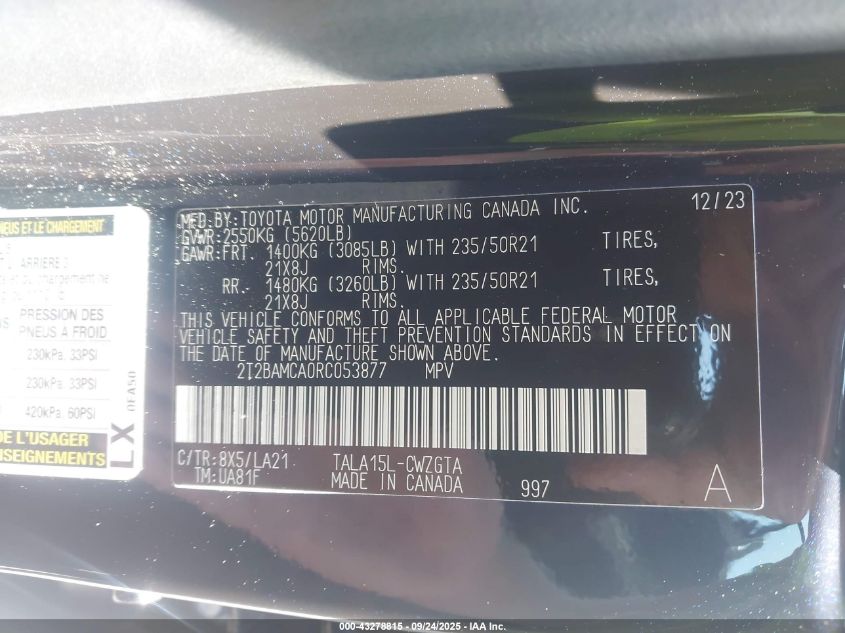 NEUS ET LE CHARGEMENT
ARRIÈRE 3
PRESSION DES
PNEUS A FROID
230kPa, 33PSI
230kPa, 33PSI
420kPa, 60PSI
DE L'USAGER
NSEIGNEMENTS
LX
0EA50
MFD.BY:TOYOTA MOTOR MANUFACTURING CANADA INC. 12/23
GVWR:2550KG (5620LB)
GAWR:FRT. 1400KG (3085LB) WITH 235/50R21 TIRES,
21X8J RIMS.
RR. 1480KG (3260LB) WITH 235/50R21 TIRES,
21X8J RIMS.
THIS VEHICLE CONFORMS TO ALL APPLICABLE FEDERAL MOTOR
VEHICLE SAFETY AND THEFT PREVENTION STANDARDS IN EFFECT ON
THE DATE OF MANUFACTURE SHOWN ABOVE.
2T2BAMCA0RC053877 MPV
C/TR:8X5/LA21 TALA15L-CWZGTA
TM:UA81F MADE IN CANADA 997 A
000-43278815 - 09/24/2025 - IAA Inc.